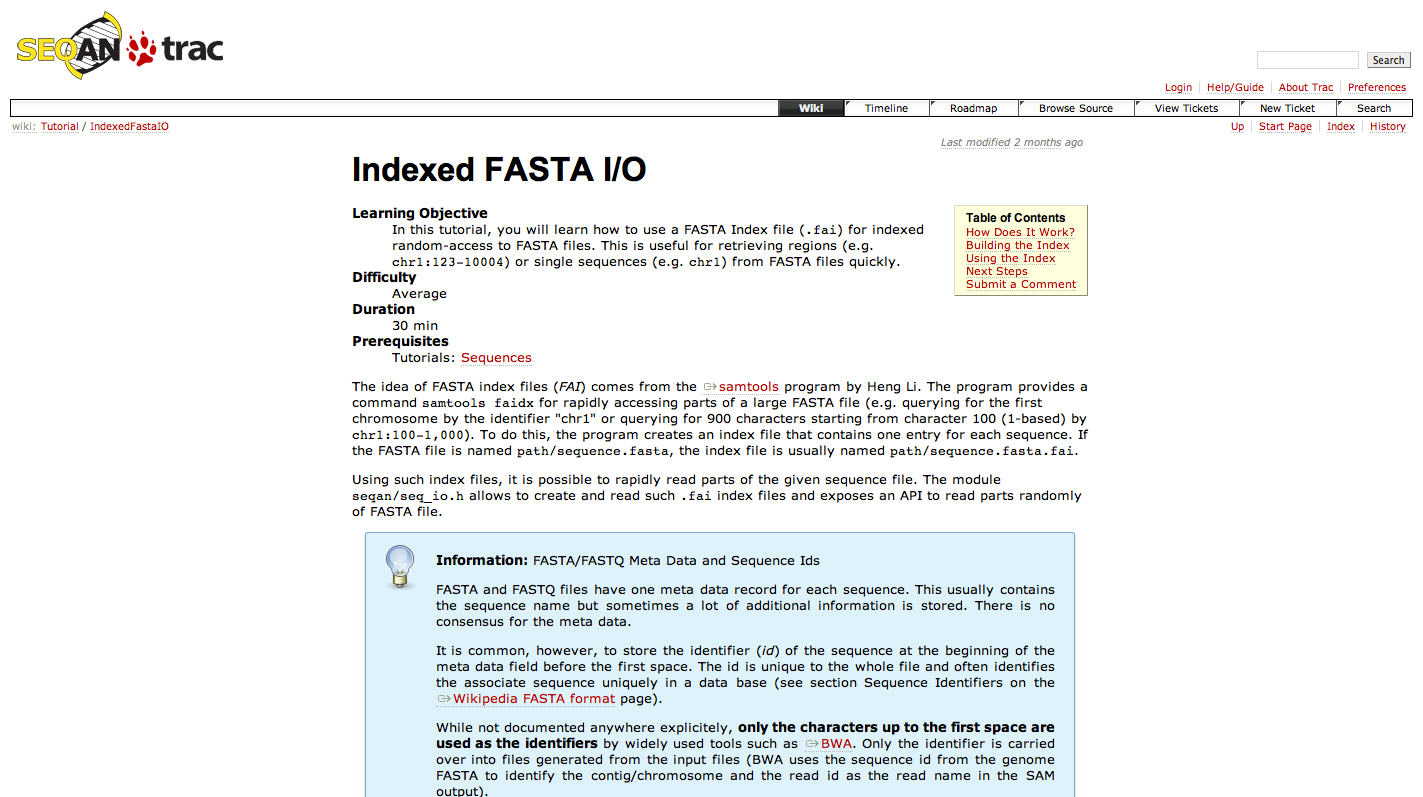 SEQAN trac
Search
Login Help/Guide About Trac Preferences
Wiki Timeline Roadmap Browse Source View Tickets New Ticket Search
wiki: Tutorial / IndexedFastaIO
Up Start Page Index History
Last modified 2 months ago
Indexed FASTA I/O
Learning Objective
In this tutorial, you will learn how to use a FASTA Index file (.fai) for indexed
random-access to FASTA files. This is useful for retrieving regions (e.g.
chr1:123-10004) or single sequences (e.g. chr1) from FASTA files quickly.
Difficulty
Average
Duration
30 min
Prerequisites
Tutorials: Sequences
Table of Contents
How Does It Work?
Building the Index
Using the Index
Next Steps
Submit a Comment
The idea of FASTA index files (FAI) comes from the samtools program by Heng Li. The program provides a
command samtools faidx for rapidly accessing parts of a large FASTA file (e.g. querying for the first
chromosome by the identifier "chr1" or querying for 900 characters starting from character 100 (1-based) by
chr1:100-1,000). To do this, the program creates an index file that contains one entry for each sequence. If
the FASTA file is named path/sequence.fasta, the index file is usually named path/sequence.fasta.fai.
Using such index files, it is possible to rapidly read parts of the given sequence file. The module
seqan/seq_io.h allows to create and read such .fai index files and exposes an API to read parts randomly
of FASTA file.
Information: FASTA/FASTQ Meta Data and Sequence Ids
FASTA and FASTQ files have one meta data record for each sequence. This usually contains
the sequence name but sometimes a lot of additional information is stored. There is no
consensus for the meta data.
It is common, however, to store the identifier (id) of the sequence at the beginning of the
meta data field before the first space. The id is unique to the whole file and often identifies
the associate sequence uniquely in a data base (see section Sequence Identifiers on the
Wikipedia FASTA format page).
While not documented anywhere explicitly, only the characters up to the first space are
used as the identifiers by widely used tools such as BWA. Only the identifier is carried
over into files generated from the input files (BWA uses the sequence id from the genome
FASTA to identify the contig/chromosome and the read id as the read name in the SAM
output).